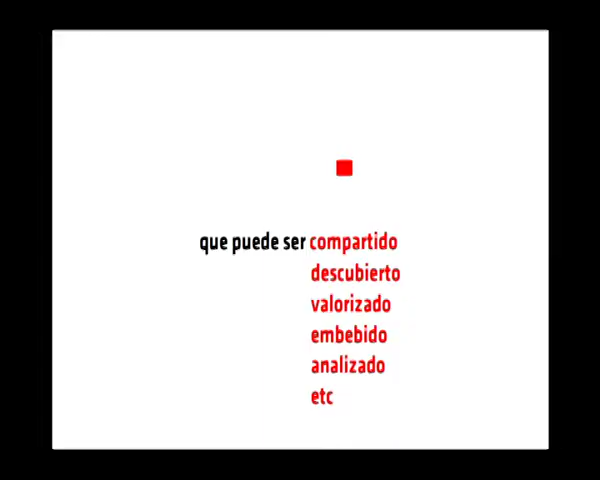 que puede ser compartido
descubierto
valorizado
embebido
analizado
etc